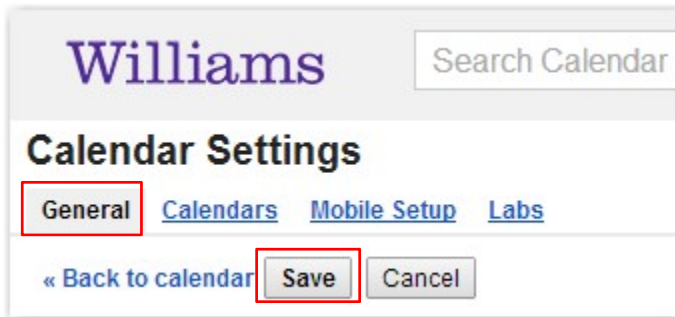 Williams Search Calendar
Calendar Settings
General Calendars Mobile Setup Labs
« Back to calendar Save Cancel